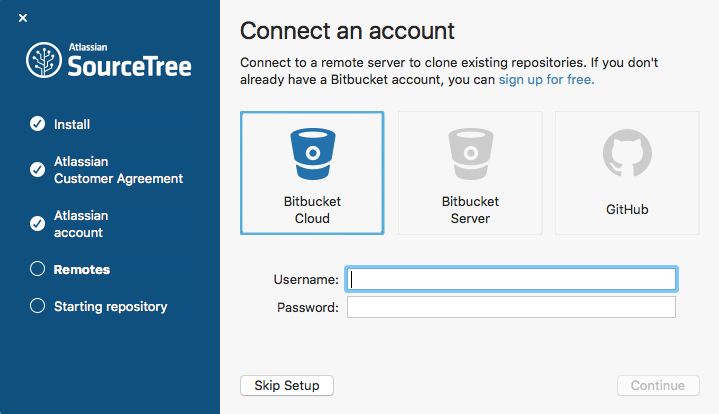 Atlassian
SourceTree
Install
Atlassian
Customer Agreement
Atlassian
account
Remotes
Starting repository
Connect an account
Connect to a remote server to clone existing repositories. If you don't
already have a Bitbucket account, you can sign up for free.
Bitbucket
Cloud
Bitbucket
Server
GitHub
Username:
Password:
Skip Setup
Continue